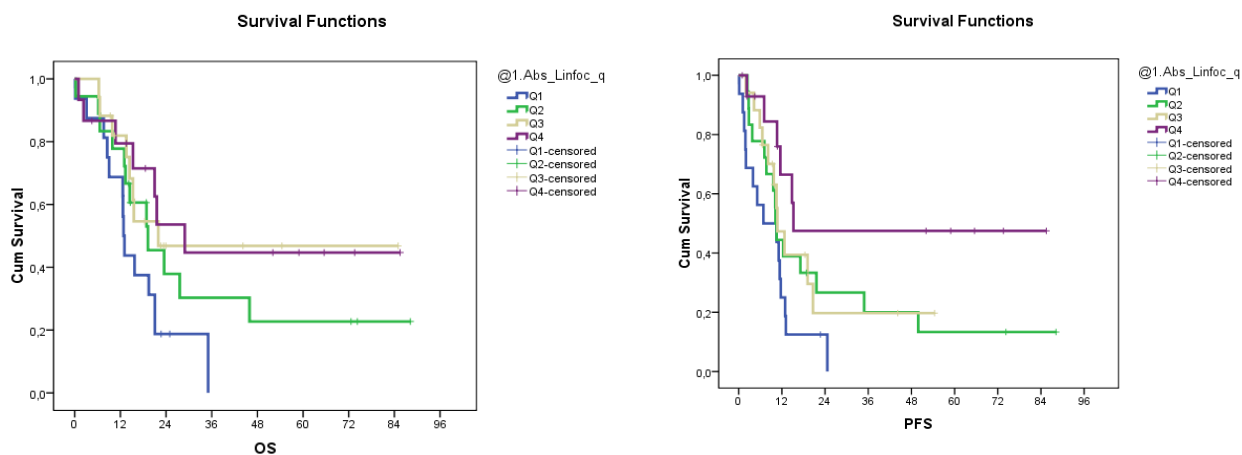 Survival Functions
Cum Survival
1,0
0,8
0,6
0,4
0,2
0,0
0 12 24 36 48 60 72 84 96
OS
@1.Abs_Linfoc_q
Q1
Q2
Q3
Q4
Q1-censored
Q2-censored
Q3-censored
Q4-censored
Survival Functions
Cum Survival
1,0
0,8
0,6
0,4
0,2
0,0
0 12 24 36 48 60 72 84 96
PFS
@1.Abs_Linfoc_q
Q1
Q2
Q3
Q4
Q1-censored
Q2-censored
Q3-censored
Q4-censored